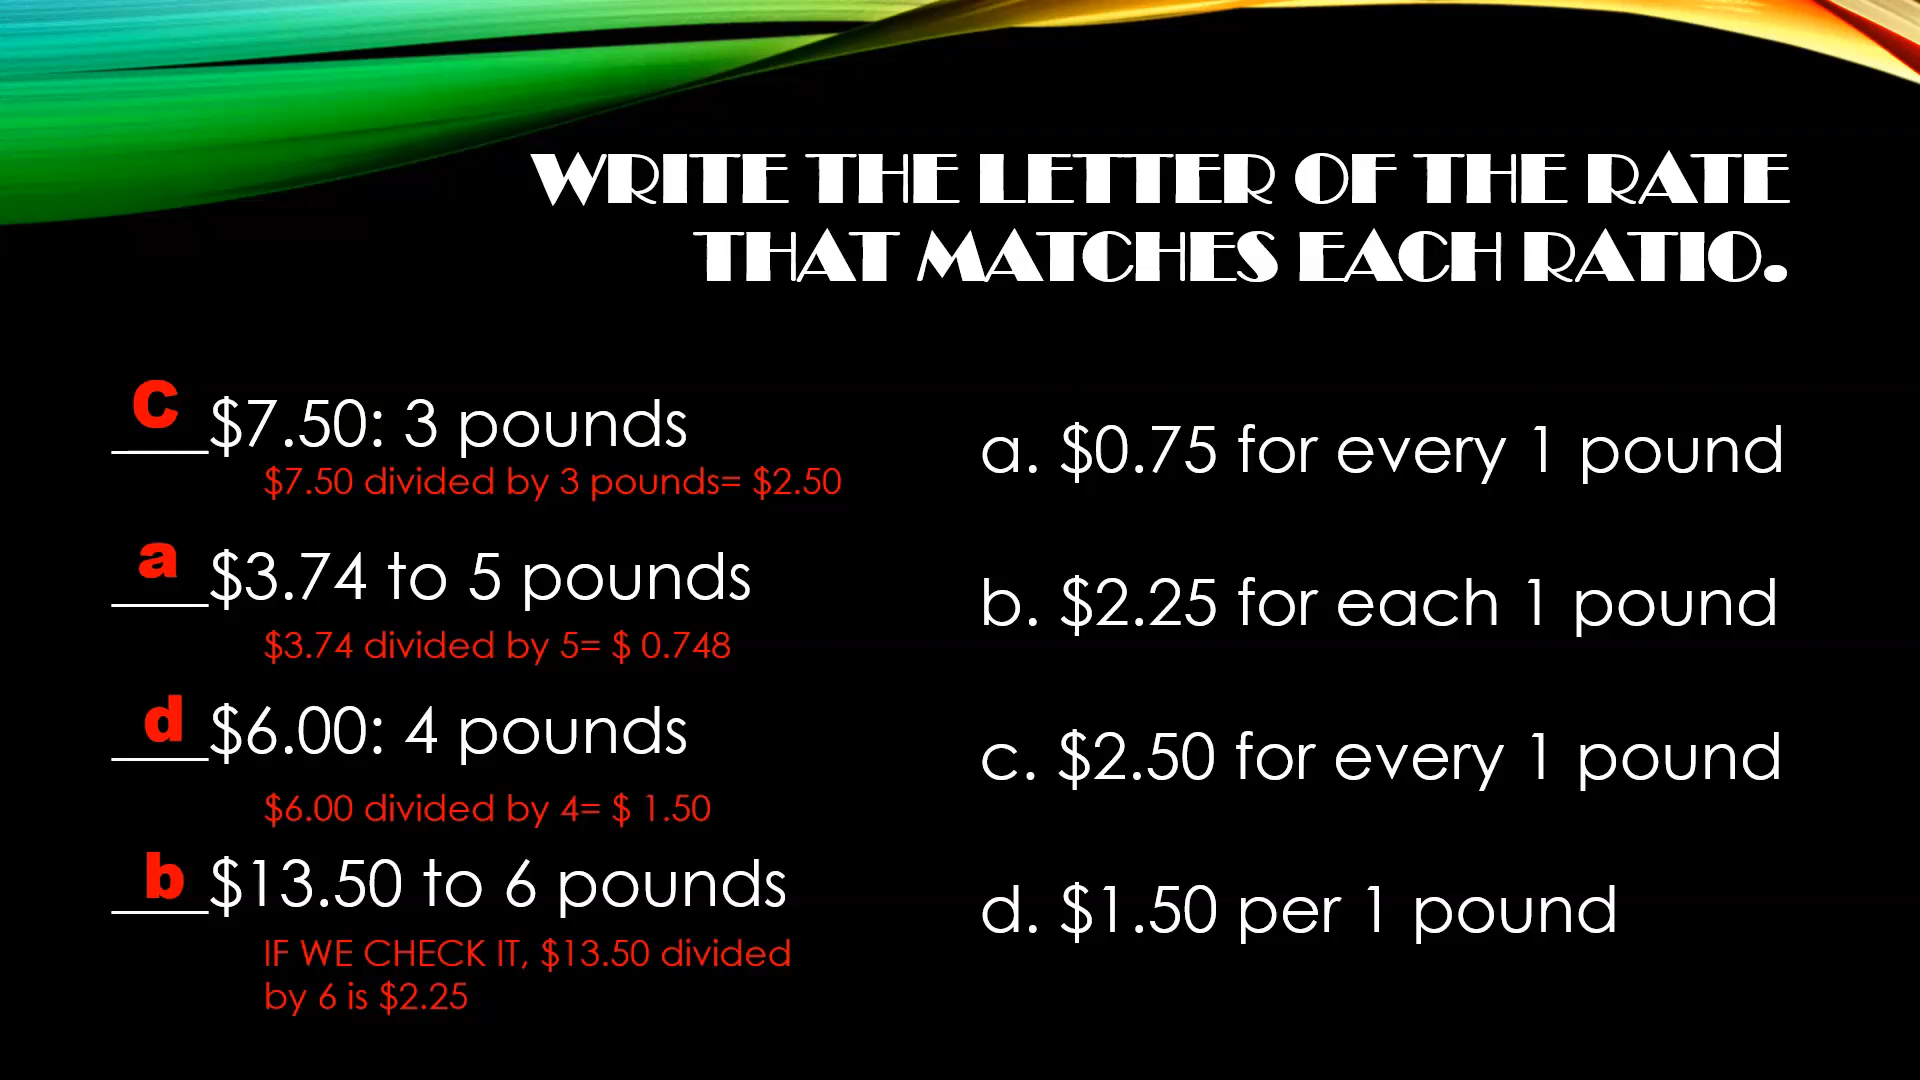 WRITE THE LETTER OF THE RATE
THAT MATCHES EACH RATIO.
C
___$7.50: 3 pounds
$7.50 divided by 3 pounds= $2.50
a
___$3.74 to 5 pounds
$3.74 divided by 5= $ 0.748
d
___$6.00: 4 pounds
$6.00 divided by 4= $ 1.50
b
___$13.50 to 6 pounds
IF WE CHECK IT, $13.50 divided
by 6 is $2.25
a. $0.75 for every 1 pound
b. $2.25 for each 1 pound
c. $2.50 for every 1 pound
d. $1.50 per 1 pound